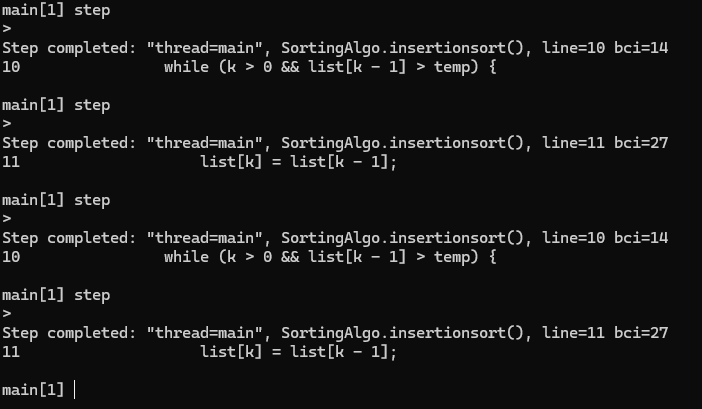 main[1] step
>
Step completed: "thread=main", SortingAlgo.insertionsort(), line=10 bci=14
10                while (k > 0 && list[k - 1] > temp) {

main[1] step
>
Step completed: "thread=main", SortingAlgo.insertionsort(), line=11 bci=27
11                    list[k] = list[k - 1];

main[1] step
>
Step completed: "thread=main", SortingAlgo.insertionsort(), line=10 bci=14
10                while (k > 0 && list[k - 1] > temp) {

main[1] step
>
Step completed: "thread=main", SortingAlgo.insertionsort(), line=11 bci=27
11                    list[k] = list[k - 1];

main[1]